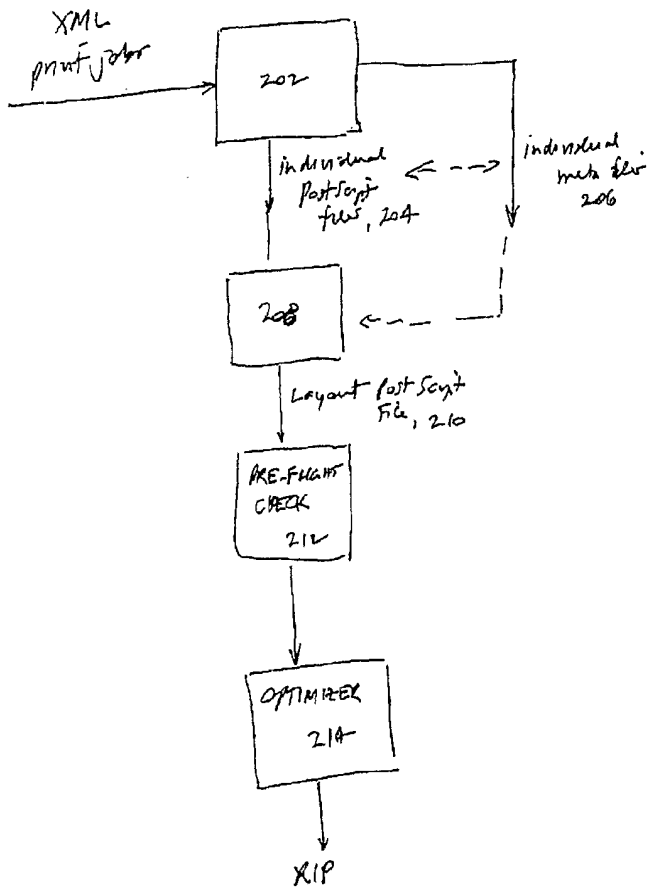 XML
print jobs
202
individual
PostScript
files, 204
individual
meta files
206
208
Layout PostScript
File, 210
PRE-FLIGHT
CHECK
212
OPTIMIZER
214
RIP